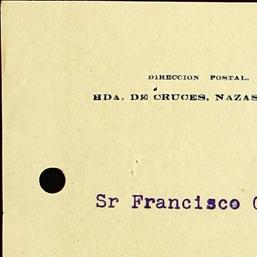 DIRECCION POSTAL.
HDA. DE CRUCES, NAZAS
Sr Francisco